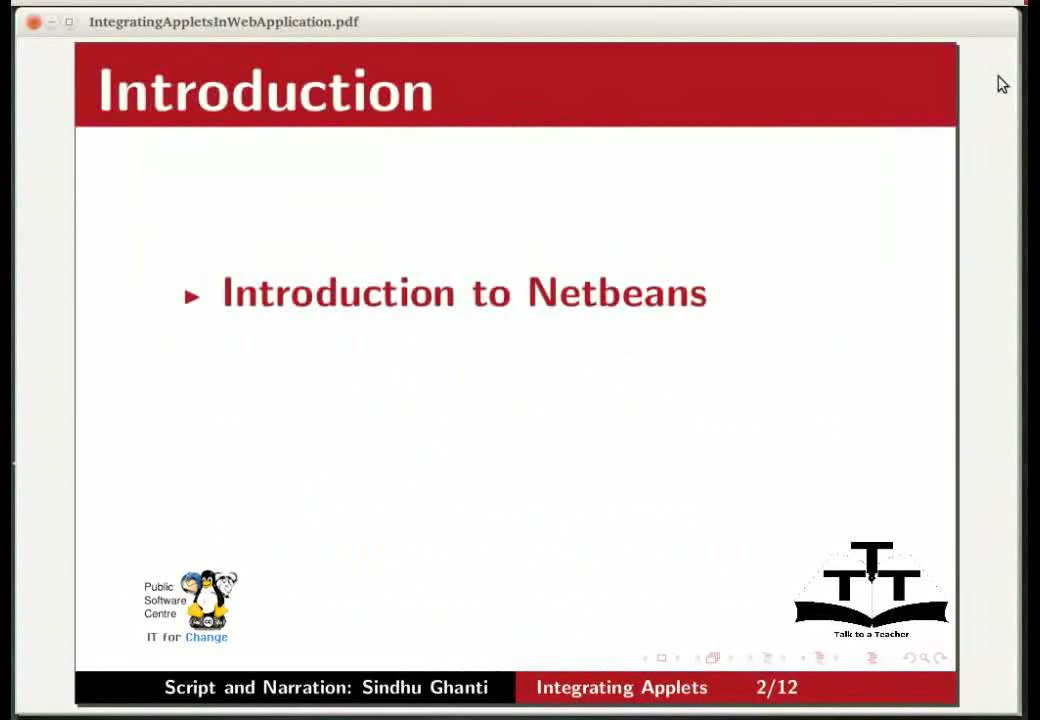 IntegratingAppletsInWebApplication.pdf
Introduction
Introduction to Netbeans
Public
Software
Centre
IT for Change
TTT
Talk to a Teacher
Script and Narration: Sindhu Ghanti
Integrating Applets
2/12